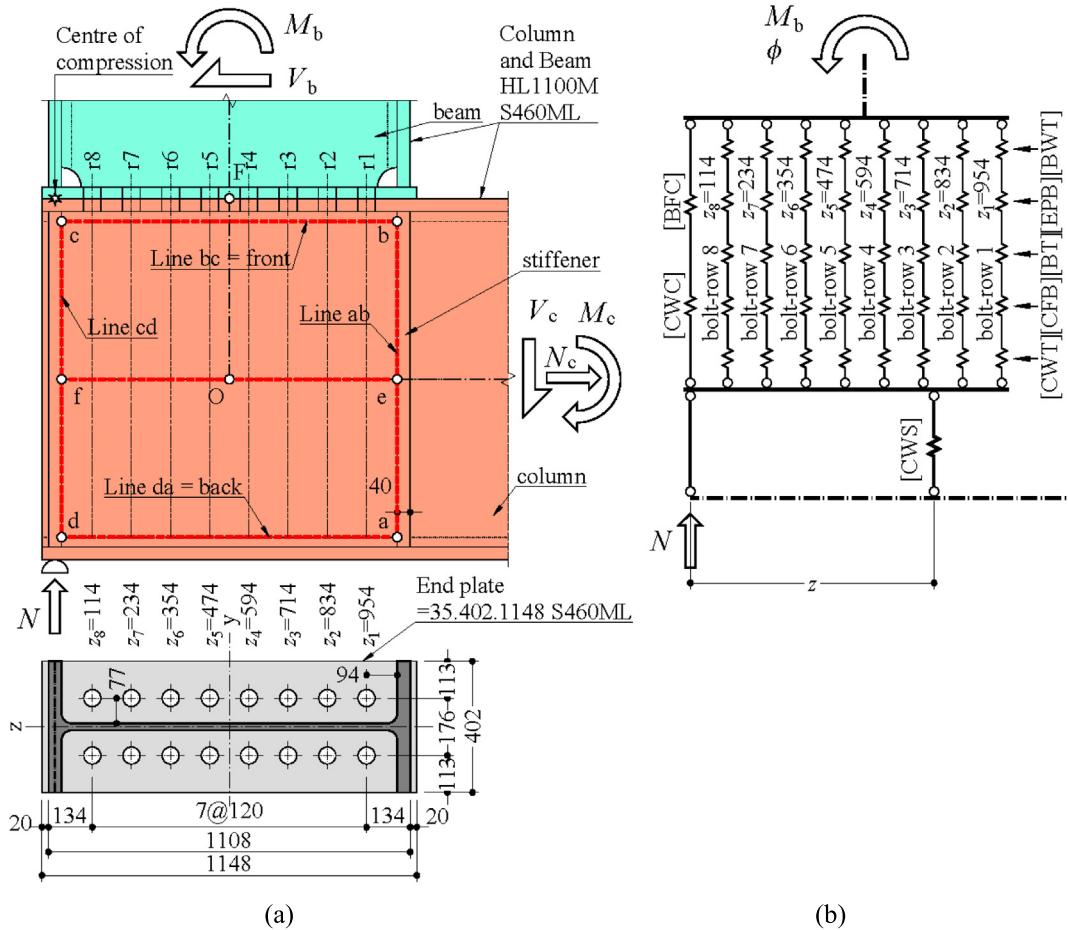 Centre of
compression
M_b
V_b
Column
and Beam
HL1100M
S460ML
beam
r8
r7
r6
r5
r4
r3
r2
r1
F
c
b
Line bc = front
stiffener
Line cd
Line ab
V_c
M_c
N_c
f
O
e
column
Line da = back
40
d
a
N
z_8=114
z_7=234
z_6=354
z_5=474
y
z_4=594
z_3=714
z_2=834
z_1=954
End plate
=35.402.1148 S460ML
77
94
z
113
176
113
402
20
134
7@120
134
20
1108
1148
(a)
M_b
ϕ
[BFC]
[CWC]
z_8=114
z_7=234
z_6=354
z_5=474
z_4=594
z_3=714
z_2=834
z_1=954
bolt-row 8
bolt-row 7
bolt-row 6
bolt-row 5
bolt-row 4
bolt-row 3
bolt-row 2
bolt-row 1
[CWT][CFB][BT][EPB][BWT]
[CWS]
N
z
(b)